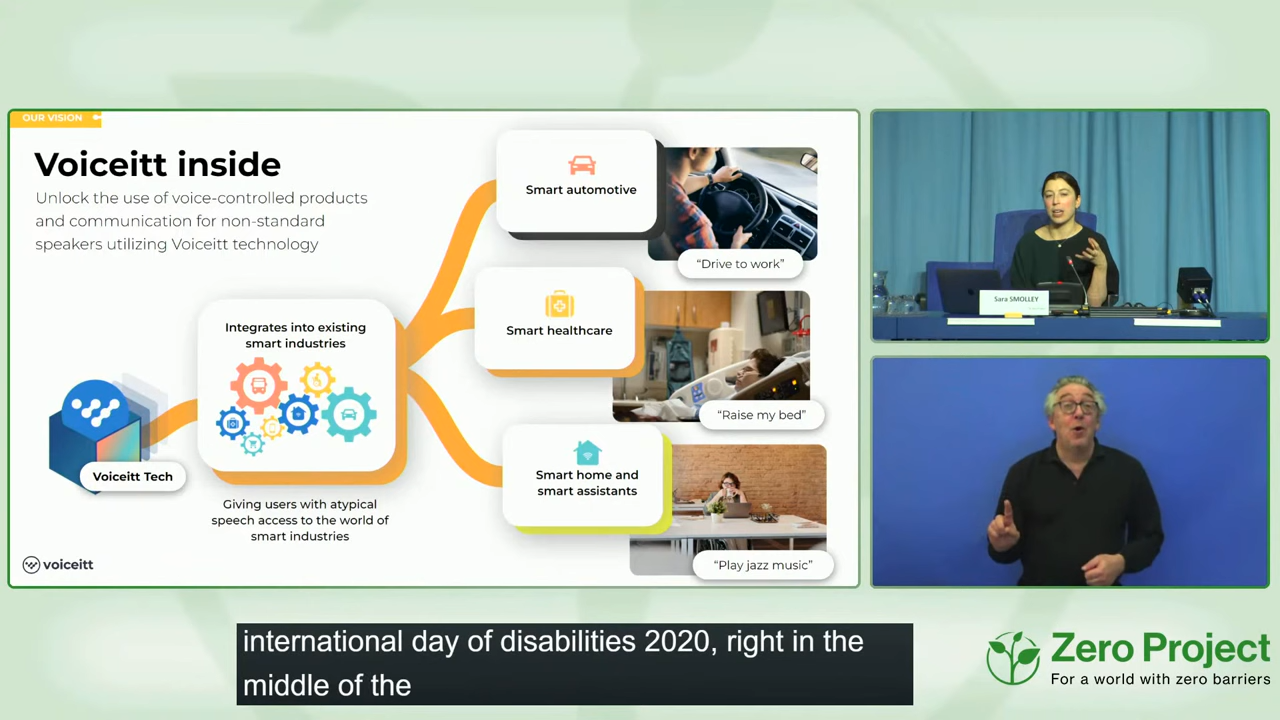 OUR VISION
Voiceitt inside
Unlock the use of voice-controlled products
and communication for non-standard
speakers utilizing Voiceitt technology
Integrates into existing
smart industries
Voiceitt Tech
Giving users with atypical
speech access to the world of
smart industries
Smart automotive
“Drive to work”
Smart healthcare
“Raise my bed”
Smart home and
smart assistants
“Play jazz music”
voiceitt
Sara SMOLLEY
international day of disabilities 2020, right in the
middle of the
Zero Project
For a world with zero barriers